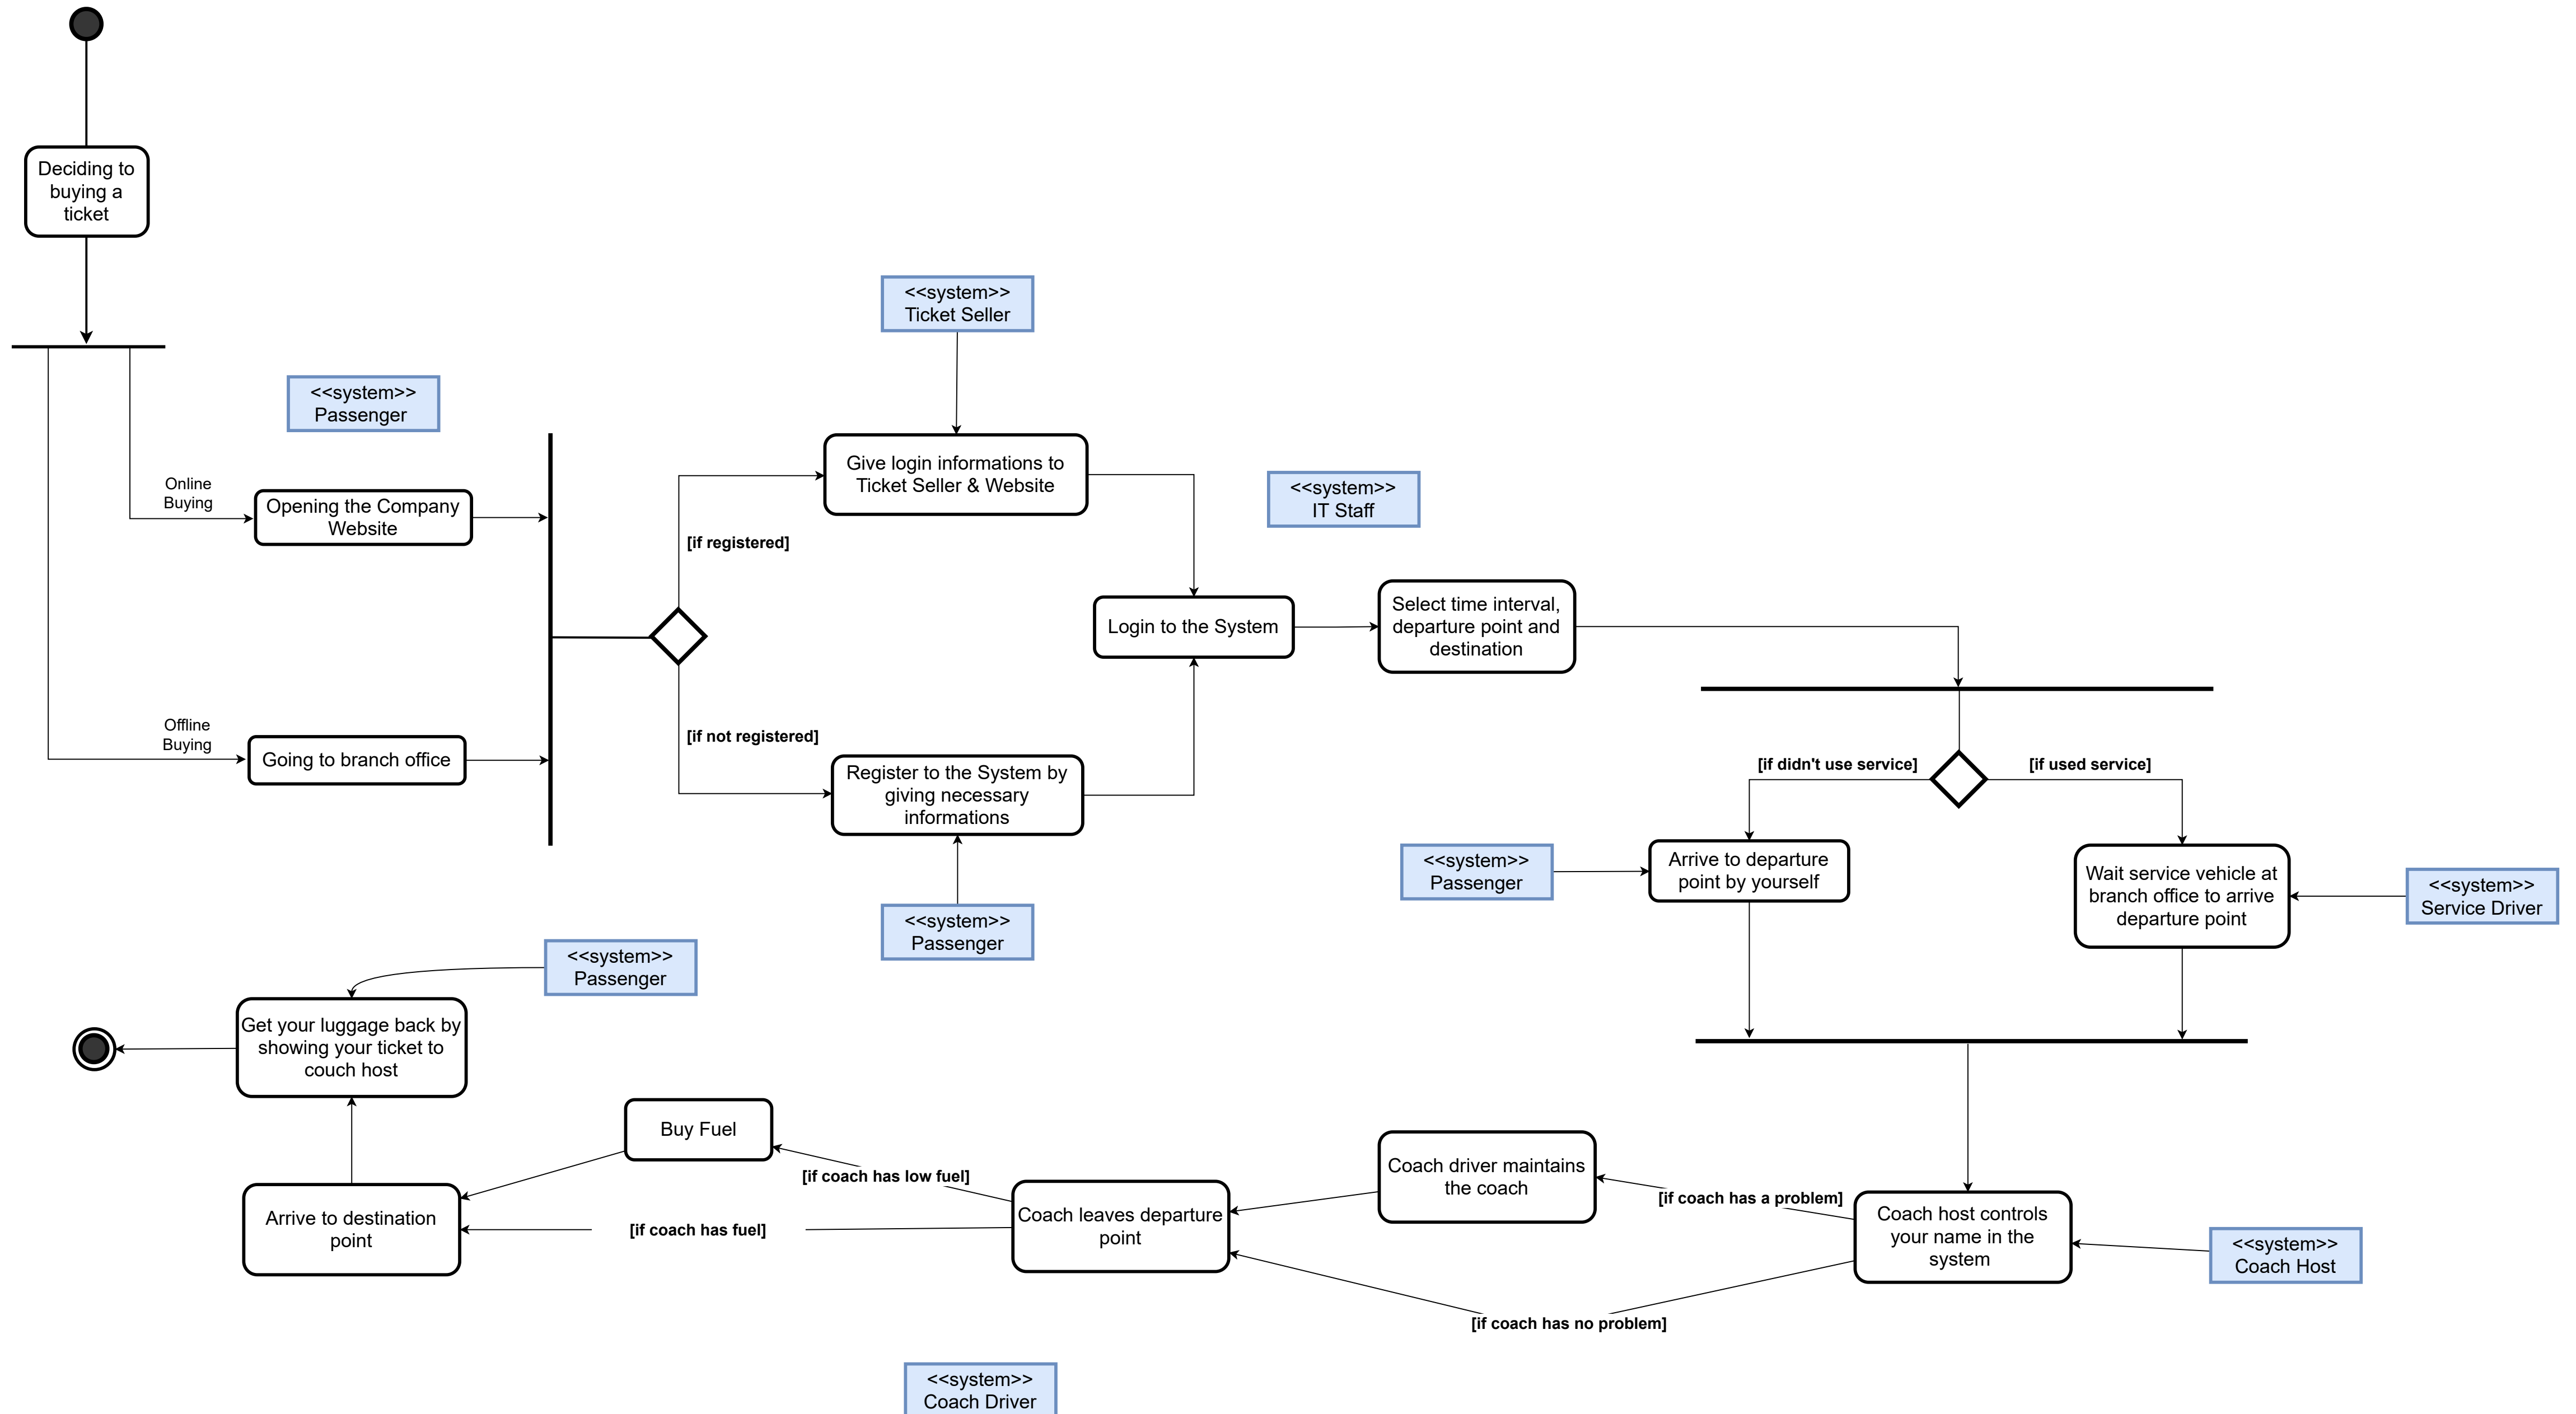 Deciding to
buying a
ticket
<<system>>
Ticket Seller
<<system>>
Passenger
Online
Buying
Opening the Company
Website
Give login informations to
Ticket Seller & Website
<<system>>
IT Staff
[if registered]
Login to the System
Select time interval,
departure point and
destination
Offline
Buying
Going to branch office
[if not registered]
Register to the System by
giving necessary
informations
[if didn't use service]
[if used service]
<<system>>
Passenger
Arrive to departure
point by yourself
Wait service vehicle at
branch office to arrive
departure point
<<system>>
Service Driver
<<system>>
Passenger
<<system>>
Passenger
Get your luggage back by
showing your ticket to
couch host
Buy Fuel
[if coach has low fuel]
Coach driver maintains
the coach
[if coach has a problem]
Arrive to destination
point
[if coach has fuel]
Coach leaves departure
point
Coach host controls
your name in the
system
<<system>>
Coach Host
[if coach has no problem]
<<system>>
Coach Driver